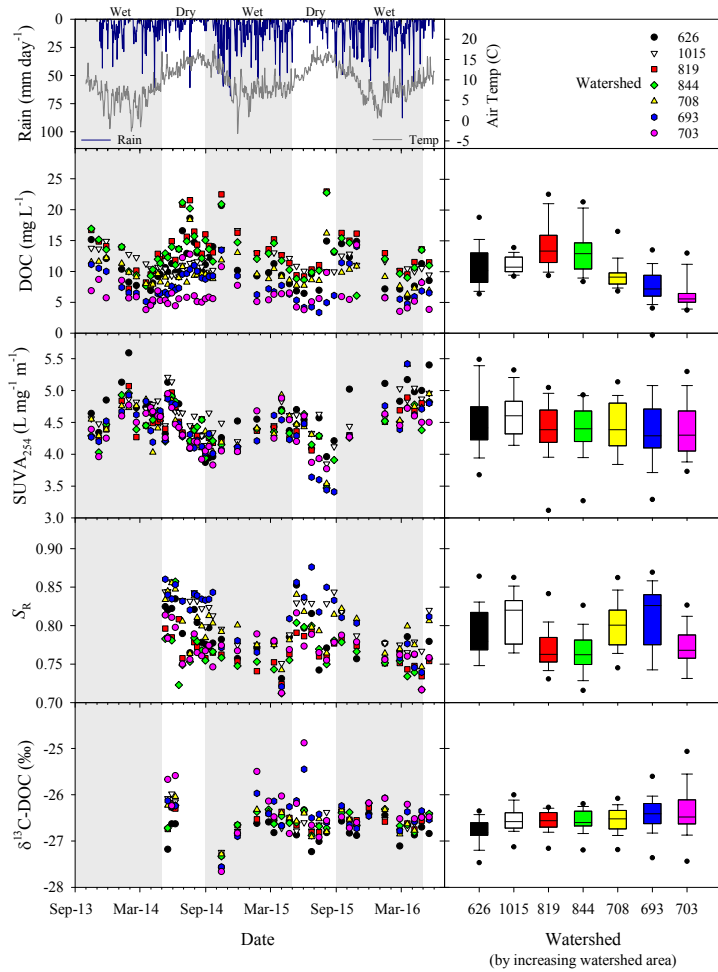 Wet Dry Wet Dry Wet
Rain (mm day⁻¹)
0
25
50
75
100
Rain
Temp
Air Temp (C)
20
15
10
5
0
-5
Watershed
626
1015
819
844
708
693
703
DOC (mg L⁻¹)
25
20
15
10
5
0
SUVA₂₅₄ (L mg⁻¹ m⁻¹)
5.5
5.0
4.5
4.0
3.5
3.0
S_R
0.90
0.85
0.80
0.75
0.70
δ¹³C-DOC (‰)
-25
-26
-27
-28
Sep-13 Mar-14 Sep-14 Mar-15 Sep-15 Mar-16
Date
626 1015 819 844 708 693 703
Watershed
(by increasing watershed area)